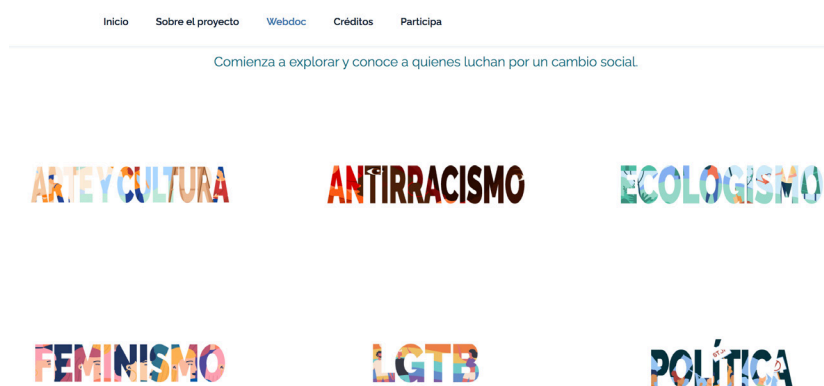 Inicio Sobre el proyecto Webdoc Créditos Participa
Comienza a explorar y conoce a quienes luchan por un cambio social.
ARTE Y CULTURA ANTIRRACISMO ECOLOGISMO
FEMINISMO LGTB POLÍTICA